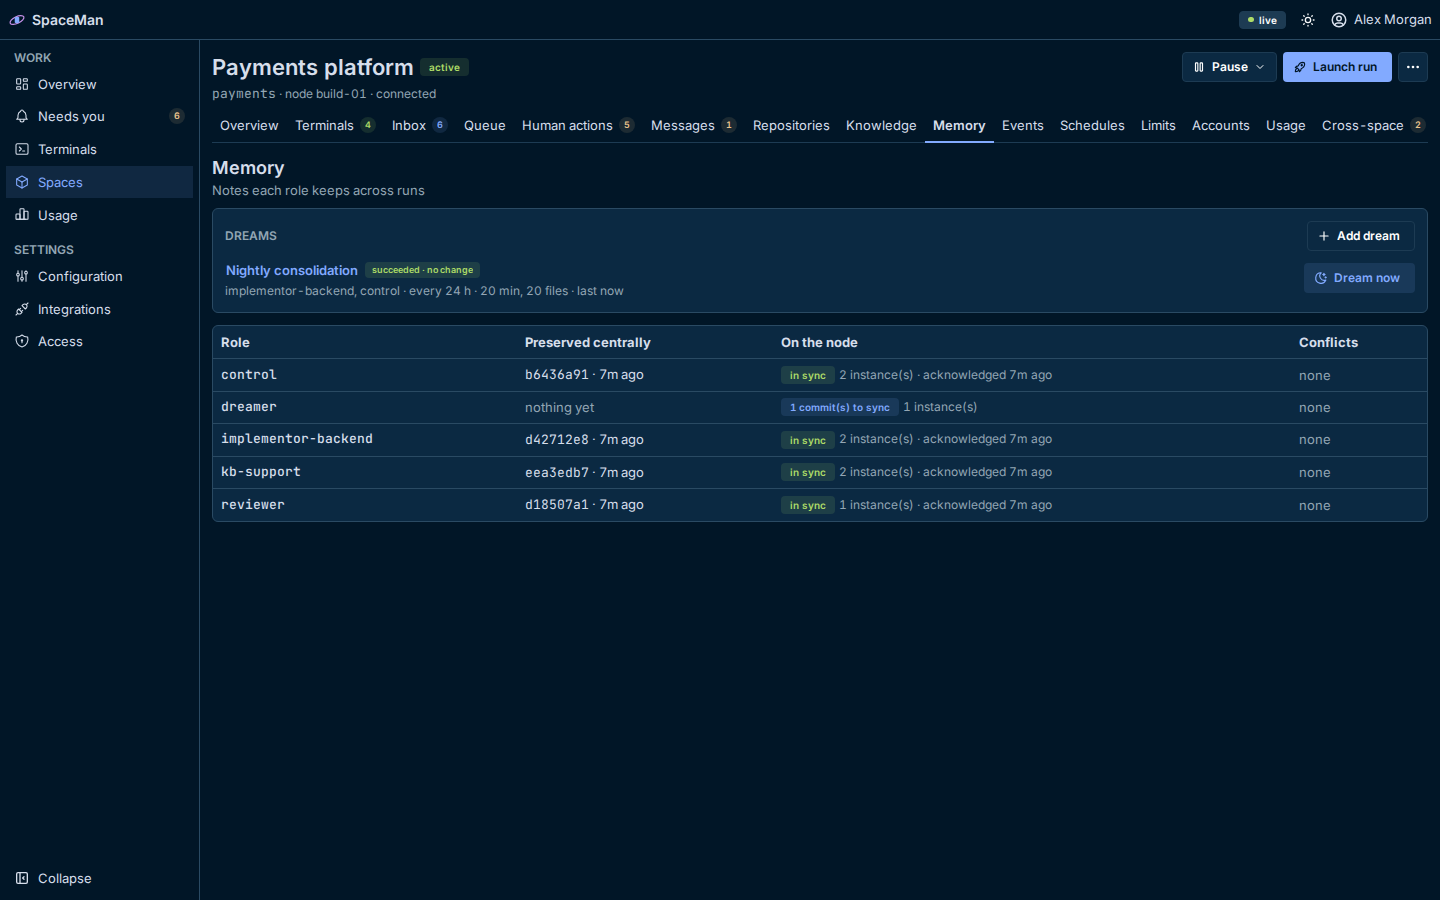 SpaceMan
live
Alex Morgan
WORK
Overview
Needs you 6
Terminals
Spaces
Usage
SETTINGS
Configuration
Integrations
Access
Collapse
Payments platform active
payments · node build-01 · connected
Pause
Launch run
Overview Terminals 4 Inbox 6 Queue Human actions 5 Messages 1 Repositories Knowledge Memory Events Schedules Limits Accounts Usage Cross-space 2
Memory
Notes each role keeps across runs
DREAMS
Add dream
Nightly consolidation succeeded · no change
implementor-backend, control · every 24 h · 20 min, 20 files · last now
Dream now
Role Preserved centrally On the node Conflicts
control b6436a91 · 7m ago in sync 2 instance(s) · acknowledged 7m ago none
dreamer nothing yet 1 commit(s) to sync 1 instance(s) none
implementor-backend d42712e8 · 7m ago in sync 2 instance(s) · acknowledged 7m ago none
kb-support eea3edb7 · 7m ago in sync 2 instance(s) · acknowledged 7m ago none
reviewer d18507a1 · 7m ago in sync 1 instance(s) · acknowledged 7m ago none